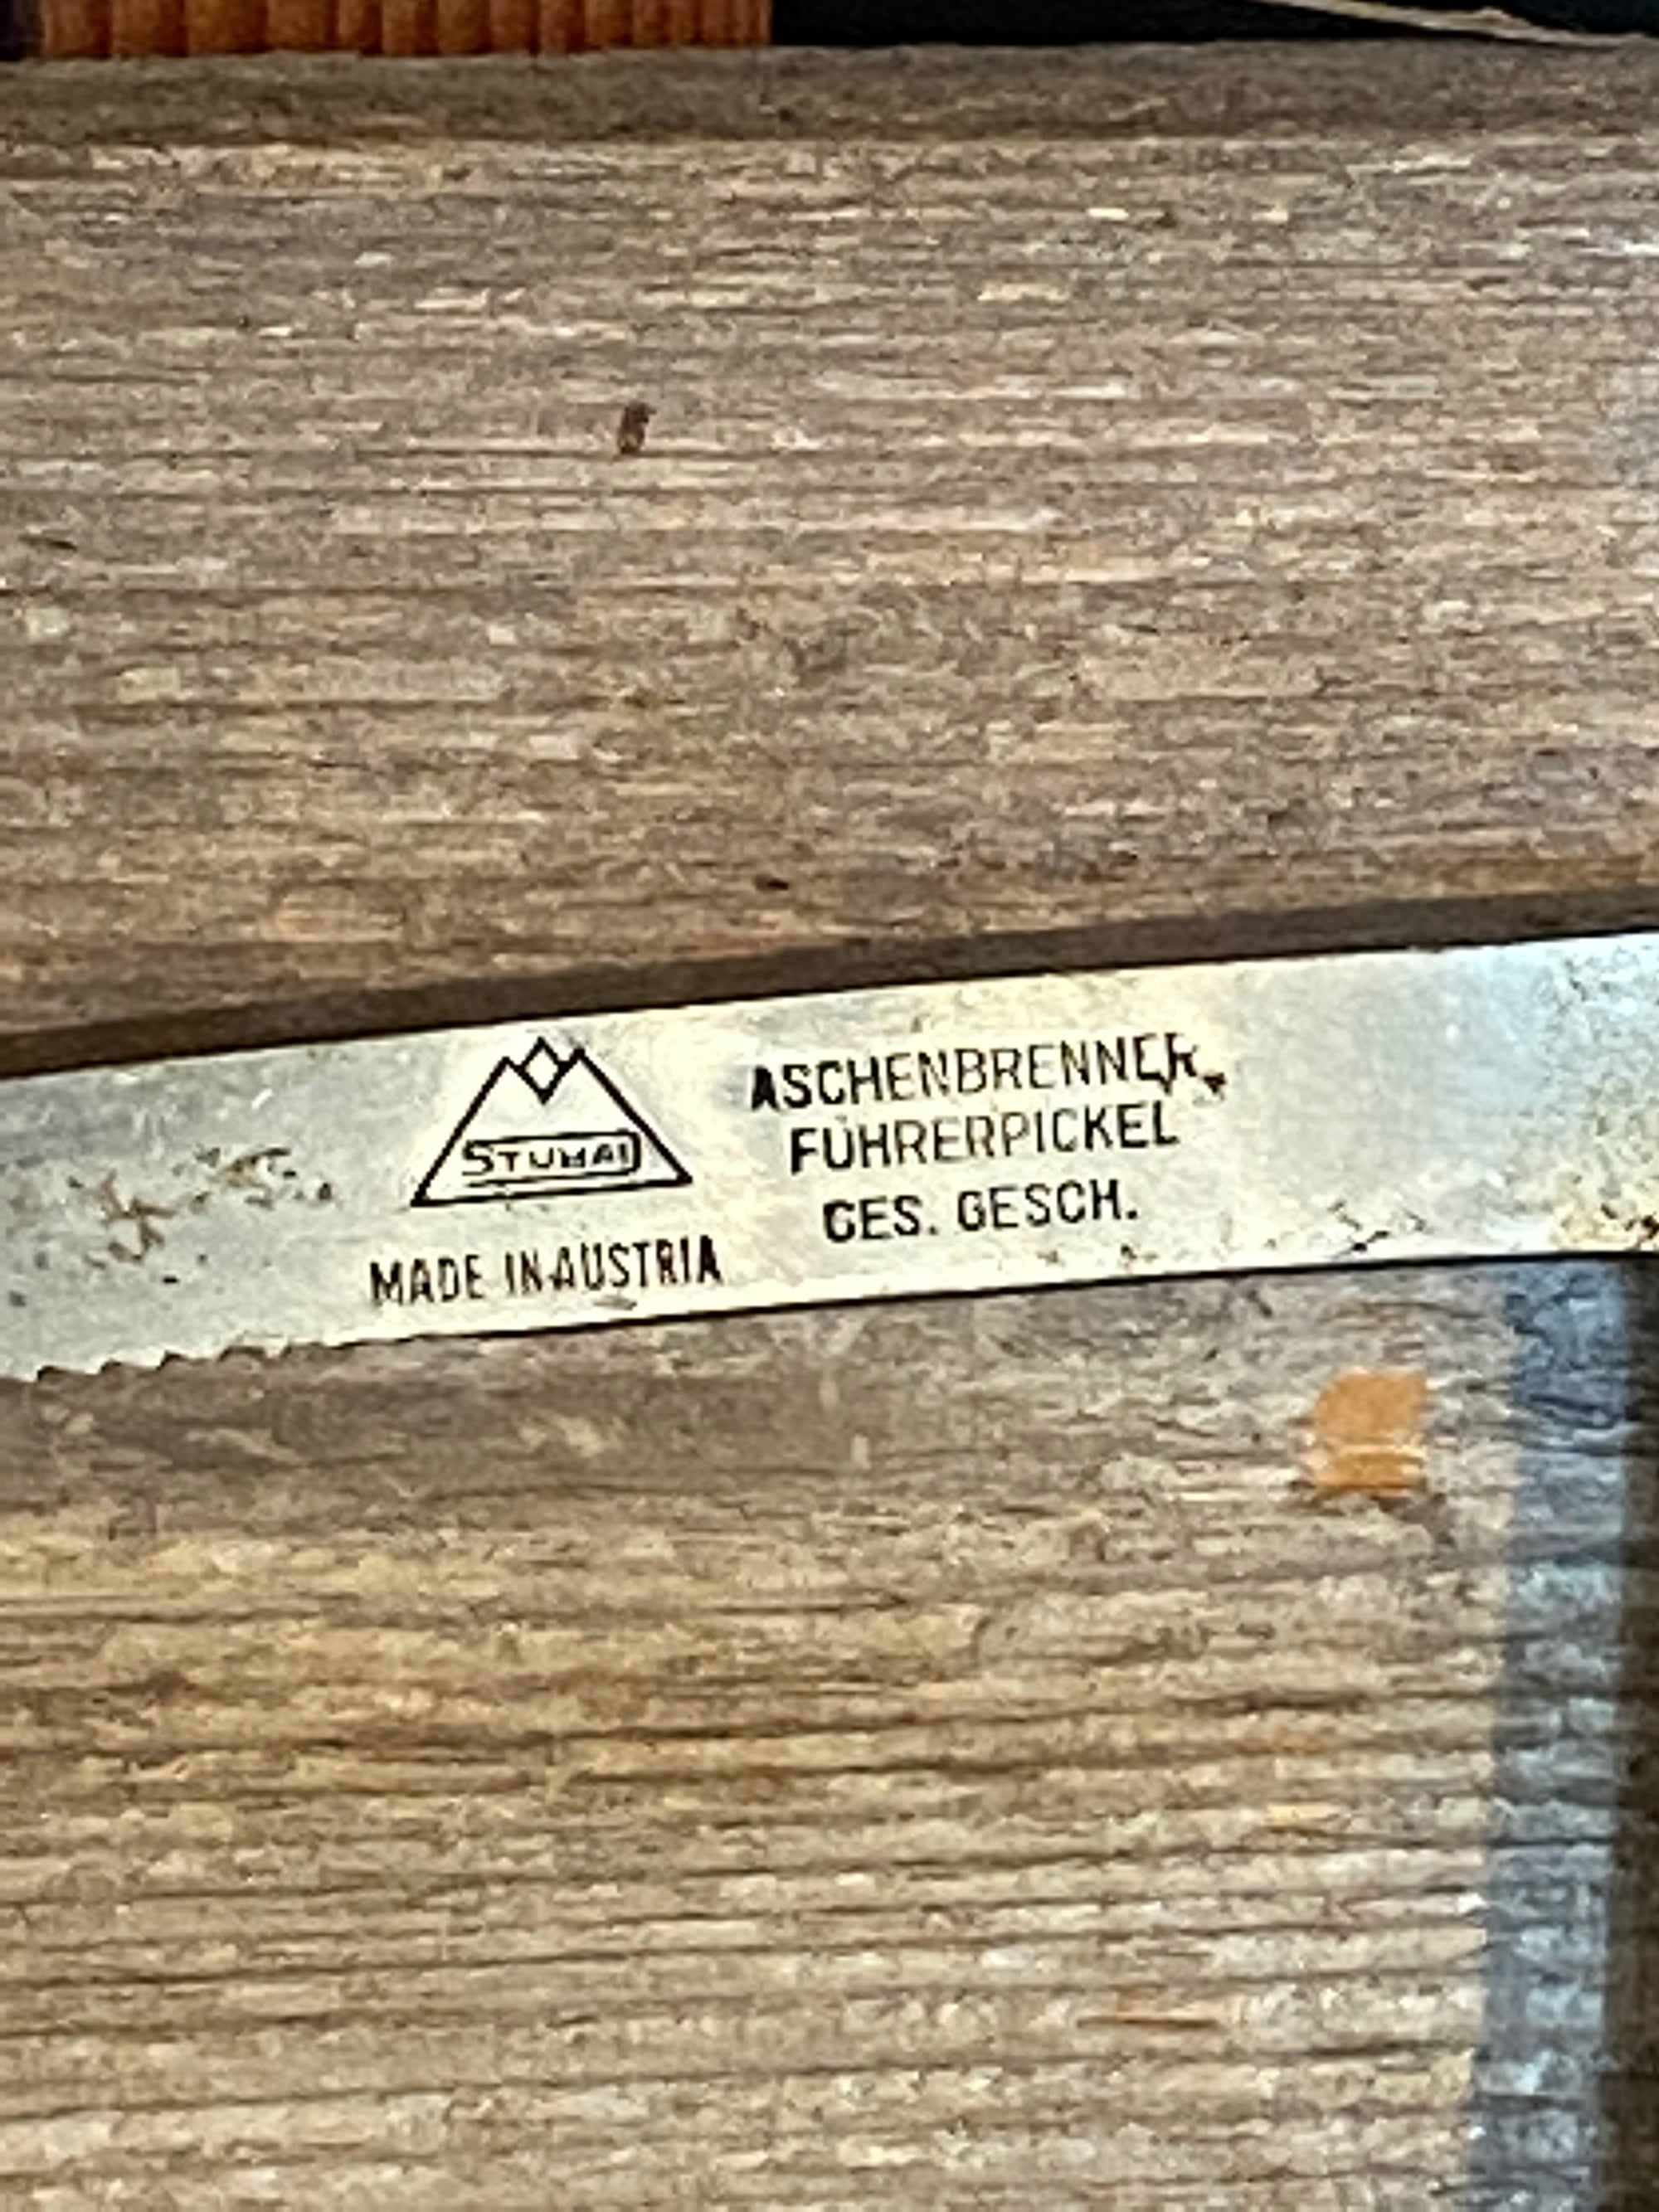 STUBAI
MADE IN AUSTRIA
ASCHENBRENNER
FÜHRERPICKEL
GES. GESCH.